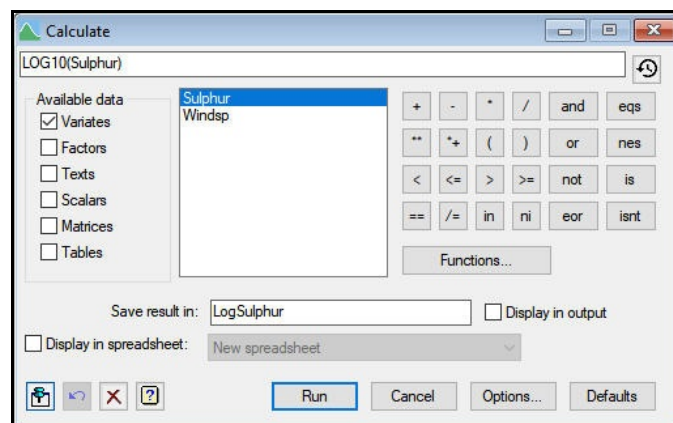 Calculate
LOG10(Sulphur)
Available data
Variates
Factors
Texts
Scalars
Matrices
Tables
Sulphur
Windsp
+ - * / and eqs
** *+ ( ) or nes
< <= > >= not is
== /= in ni eor isnt
Functions...
Save result in: LogSulphur Display in output
Display in spreadsheet: New spreadsheet
? Run Cancel Options... Defaults